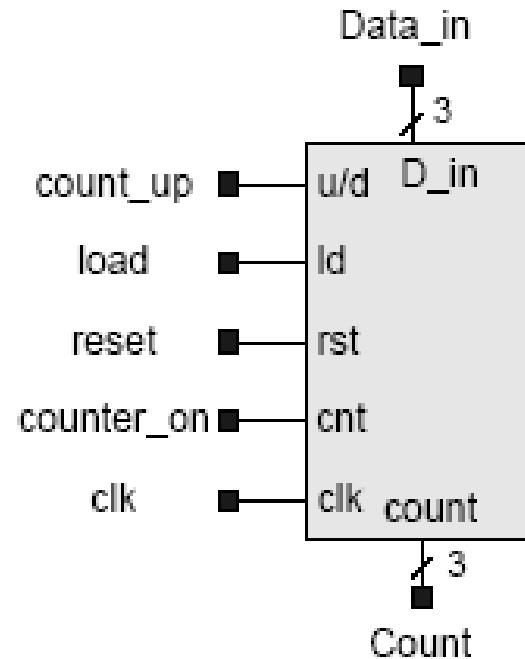 Data_in
3
D_in
count_up
u/d
load
ld
reset
rst
counter_on
cnt
clk
clk
count
3
Count